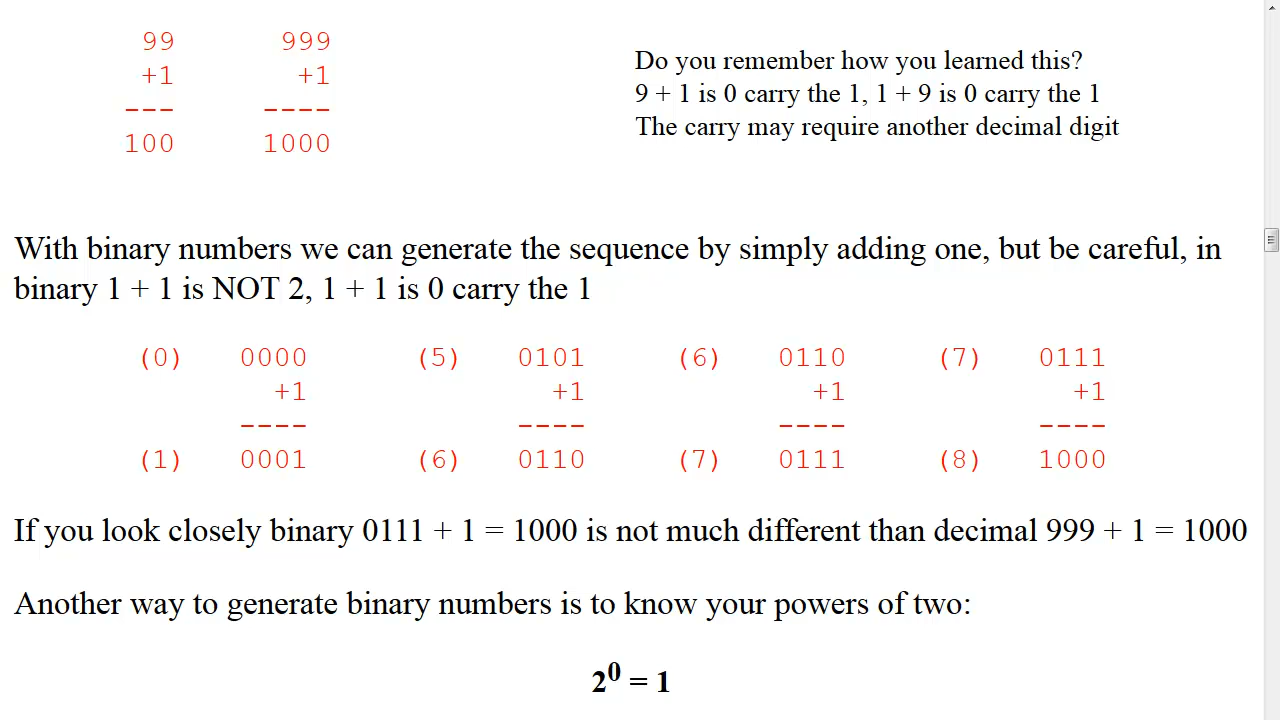 99 999
+1 +1
--- ----
100 1000
Do you remember how you learned this?
9 + 1 is 0 carry the 1, 1 + 9 is 0 carry the 1
The carry may require another decimal digit
With binary numbers we can generate the sequence by simply adding one, but be careful, in
binary 1 + 1 is NOT 2, 1 + 1 is 0 carry the 1
(0) 0000 (5) 0101 (6) 0110 (7) 0111
+1 +1 +1 +1
---- ---- ---- ----
(1) 0001 (6) 0110 (7) 0111 (8) 1000
If you look closely binary 0111 + 1 = 1000 is not much different than decimal 999 + 1 = 1000
Another way to generate binary numbers is to know your powers of two:
2⁰ = 1